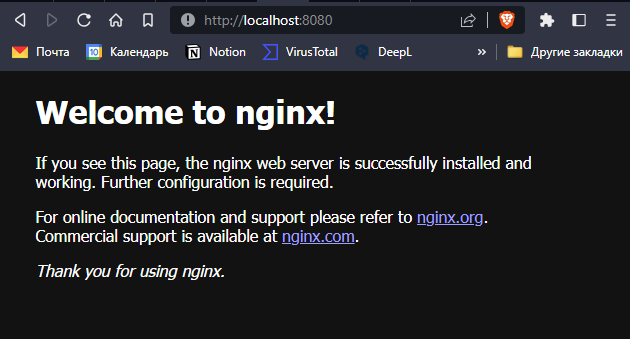 http://localhost:8080
Почта Календарь Notion VirusTotal DeepL » Другие закладки
Welcome to nginx!
If you see this page, the nginx web server is successfully installed and
working. Further configuration is required.
For online documentation and support please refer to nginx.org.
Commercial support is available at nginx.com.
Thank you for using nginx.